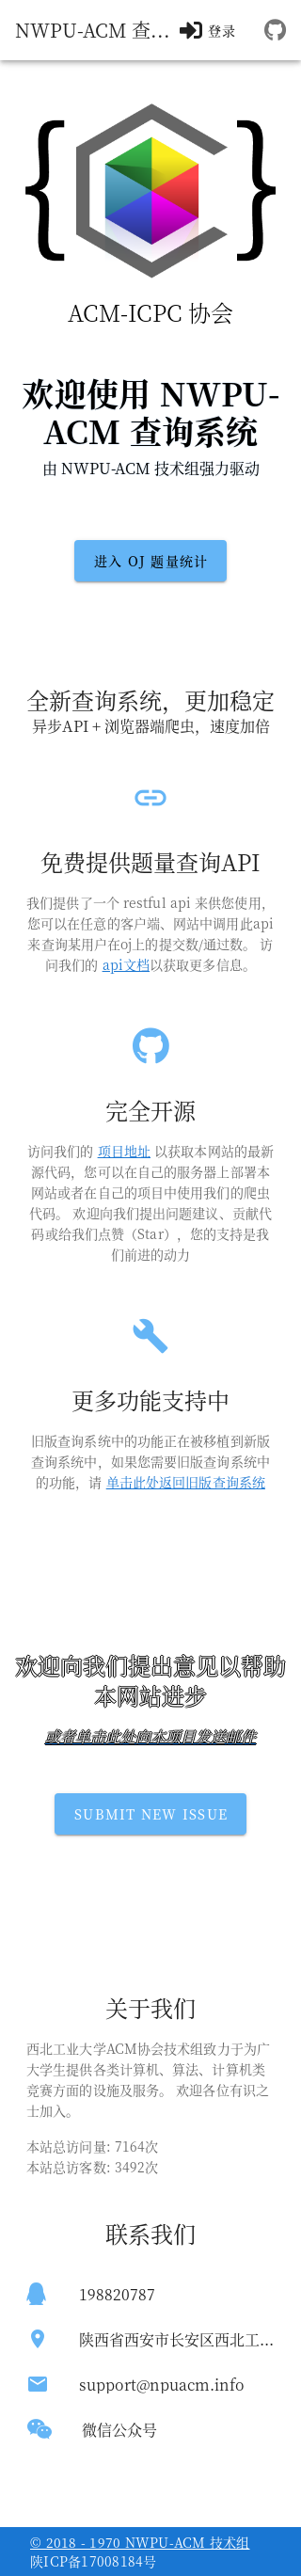 NWPU-ACM 查...
登录
ACM-ICPC 协会
欢迎使用 NWPU-
ACM 查询系统
由 NWPU-ACM 技术组强力驱动
进入 OJ 题量统计
全新查询系统，更加稳定
异步API + 浏览器端爬虫，速度加倍
免费提供题量查询API
我们提供了一个 restful api 来供您使用，
您可以在任意的客户端、网站中调用此api
来查询某用户在oj上的提交数/通过数。 访
问我们的 api文档以获取更多信息。
完全开源
访问我们的 项目地址 以获取本网站的最新
源代码，您可以在自己的服务器上部署本
网站或者在自己的项目中使用我们的爬虫
代码。 欢迎向我们提出问题建议、贡献代
码或给我们点赞（Star），您的支持是我
们前进的动力
更多功能支持中
旧版查询系统中的功能正在被移植到新版
查询系统中，如果您需要旧版查询系统中
的功能，请 单击此处返回旧版查询系统
欢迎向我们提出意见以帮助
本网站进步
或者单击此处向本项目发送邮件
SUBMIT NEW ISSUE
关于我们
西北工业大学ACM协会技术组致力于为广
大学生提供各类计算机、算法、计算机类
竞赛方面的设施及服务。 欢迎各位有识之
士加入。
本站总访问量: 7164次
本站总访客数: 3492次
联系我们
198820787
陕西省西安市长安区西北工...
support@npuacm.info
微信公众号
© 2018 - 1970 NWPU-ACM 技术组
陕ICP备17008184号